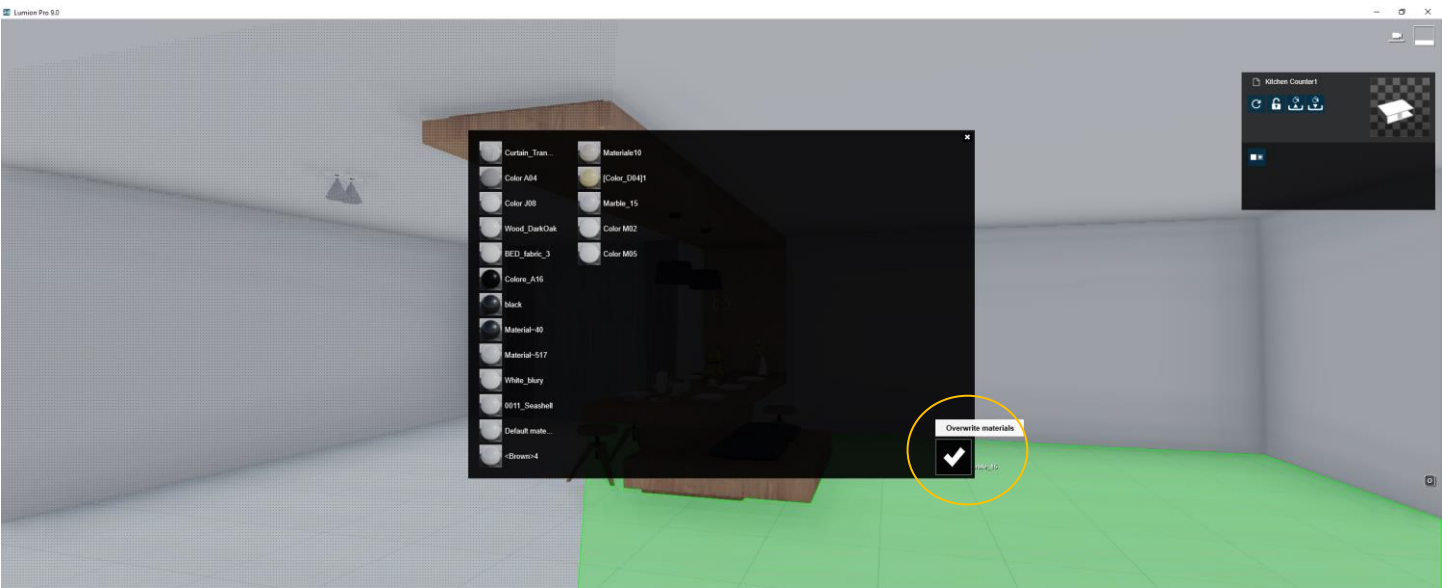 Lumion Pro 9.0
Kitchen Counter1
Curtain_Tran...
Color A04
Color J08
Wood_DarkOak
BED_fabric_3
Colore_A16
black
Material~40
Material~517
White_blury
0011_Seashell
Default mate...
<Brown>4
Materiale10
[Color_D04]1
Marble_15
Color M02
Color M05
Overwrite materials